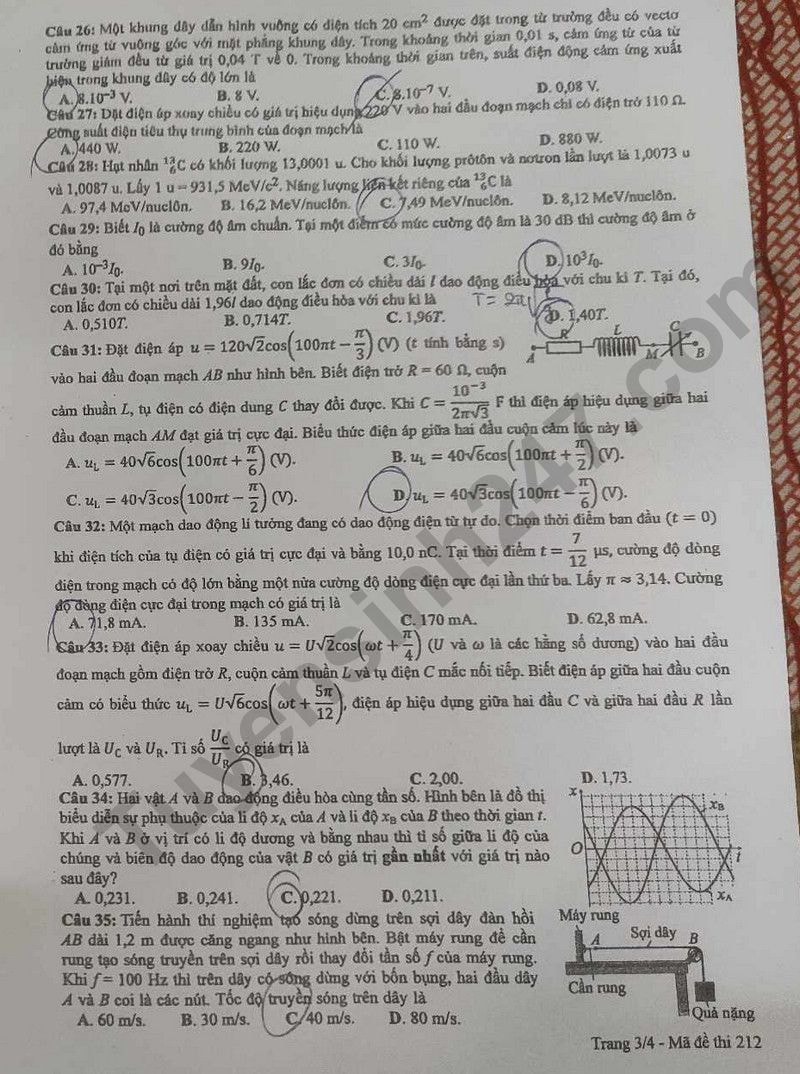 Câu 26: Một khung dây dẫn hình vuông có diện tích 20 cm² được đặt trong từ trường đều có vectơ
cảm ứng từ vuông góc với mặt phẳng khung dây. Trong khoảng thời gian 0,01 s, cảm ứng từ của từ
trường giảm đều từ giá trị 0,04 T về 0. Trong khoảng thời gian trên, suất điện động cảm ứng xuất
hiện trong khung dây có độ lớn là
A. 8.10⁻³ V. B. 8 V. C. 8.10⁻⁷ V. D. 0,08 V.
Câu 27: Đặt điện áp xoay chiều có giá trị hiệu dụng 220 V vào hai đầu đoạn mạch chỉ có điện trở 110 Ω.
Công suất điện tiêu thụ trung bình của đoạn mạch là
A. 440 W. B. 220 W. C. 110 W. D. 880 W.
Câu 28: Hạt nhân ¹³₆C có khối lượng 13,0001 u. Cho khối lượng prôtôn và nơtron lần lượt là 1,0073 u
và 1,0087 u. Lấy 1 u = 931,5 MeV/c². Năng lượng liên kết riêng của ¹³₆C là
A. 97,4 MeV/nuclôn. B. 16,2 MeV/nuclôn. C. 7,49 MeV/nuclôn. D. 8,12 MeV/nuclôn.
Câu 29: Biết I₀ là cường độ âm chuẩn. Tại một điểm có mức cường độ âm là 30 dB thì cường độ âm ở
đó bằng
A. 10⁻³I₀. B. 9I₀. C. 3I₀. D. 10³I₀.
Câu 30: Tại một nơi trên mặt đất, con lắc đơn có chiều dài l dao động điều hòa với chu kì T. Tại đó,
con lắc đơn có chiều dài 1,96l dao động điều hòa với chu kì là T = 2π
A. 0,510T. B. 0,714T. C. 1,96T. D. 1,40T.
Câu 31: Đặt điện áp u = 120√2cos(100πt − π/3) (V) (t tính bằng s)
A R L M C B
vào hai đầu đoạn mạch AB như hình bên. Biết điện trở R = 60 Ω, cuộn
cảm thuần L, tụ điện có điện dung C thay đổi được. Khi C = 10⁻³/2π√3 F thì điện áp hiệu dụng giữa hai
đầu đoạn mạch AM đạt giá trị cực đại. Biểu thức điện áp giữa hai đầu cuộn cảm lúc này là
A. u_L = 40√6cos(100πt + π/6) (V). B. u_L = 40√6cos(100πt + π/2) (V).
C. u_L = 40√3cos(100πt − π/2) (V). D. u_L = 40√3cos(100πt − π/6) (V).
Câu 32: Một mạch dao động lí tưởng đang có dao động điện từ tự do. Chọn thời điểm ban đầu (t = 0)
khi điện tích của tụ điện có giá trị cực đại và bằng 10,0 nC. Tại thời điểm t = 7/12 μs, cường độ dòng
điện trong mạch có độ lớn bằng một nửa cường độ dòng điện cực đại lần thứ ba. Lấy π ≈ 3,14. Cường
độ dòng điện cực đại trong mạch có giá trị là
A. 71,8 mA. B. 135 mA. C. 170 mA. D. 62,8 mA.
Câu 33: Đặt điện áp xoay chiều u = U√2cos(ωt + π/4) (U và ω là các hằng số dương) vào hai đầu
đoạn mạch gồm điện trở R, cuộn cảm thuần L và tụ điện C mắc nối tiếp. Biết điện áp giữa hai đầu cuộn
cảm có biểu thức u_L = U√6cos(ωt + 5π/12), điện áp hiệu dụng giữa hai đầu C và giữa hai đầu R lần
lượt là U_C và U_R. Tỉ số U_C/U_R có giá trị là
A. 0,577. B. 3,46. C. 2,00. D. 1,73.
Câu 34: Hai vật A và B dao động điều hòa cùng tần số. Hình bên là đồ thị
biểu diễn sự phụ thuộc của li độ x_A của A và li độ x_B của B theo thời gian t.
Khi A và B ở vị trí có li độ dương và bằng nhau thì tỉ số giữa li độ của
chúng và biên độ dao động của vật B có giá trị gần nhất với giá trị nào
sau đây?
A. 0,231. B. 0,241. C. 0,221. D. 0,211.
x x_B O t x_A
Câu 35: Tiến hành thí nghiệm tạo sóng dừng trên sợi dây đàn hồi
AB dài 1,2 m được căng ngang như hình bên. Bật máy rung để cần
rung tạo sóng truyền trên sợi dây rồi thay đổi tần số f của máy rung.
Khi f = 100 Hz thì trên dây có sóng dừng với bốn bụng, hai đầu dây
A và B coi là các nút. Tốc độ truyền sóng trên dây là
A. 60 m/s. B. 30 m/s. C. 40 m/s. D. 80 m/s.
Máy rung
Sợi dây
A B
Cần rung
Quả nặng
Trang 3/4 - Mã đề thi 212
Tuyensinh247.com